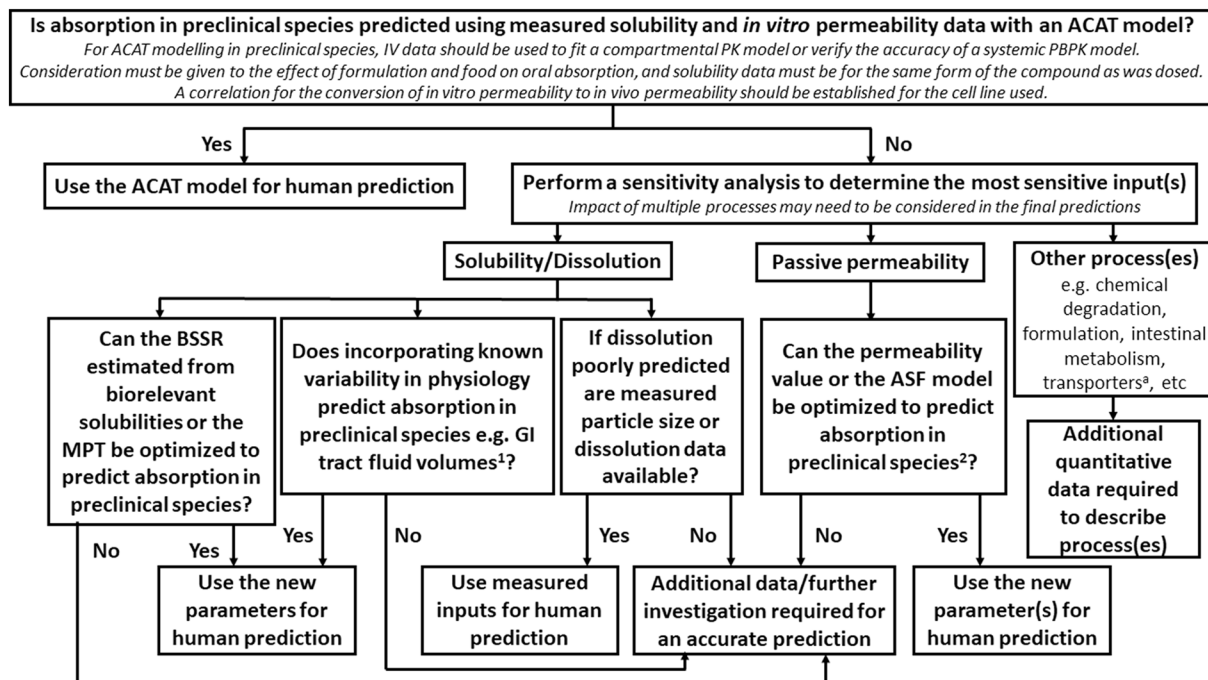 Is absorption in preclinical species predicted using measured solubility and in vitro permeability data with an ACAT model?
For ACAT modelling in preclinical species, IV data should be used to fit a compartmental PK model or verify the accuracy of a systemic PBPK model.
Consideration must be given to the effect of formulation and food on oral absorption, and solubility data must be for the same form of the compound as was dosed.
A correlation for the conversion of in vitro permeability to in vivo permeability should be established for the cell line used.
Yes
No
Use the ACAT model for human prediction
Perform a sensitivity analysis to determine the most sensitive input(s)
Impact of multiple processes may need to be considered in the final predictions
Solubility/Dissolution
Passive permeability
Other process(es)
e.g. chemical
degradation,
formulation, intestinal
metabolism,
transportersᵃ, etc
Can the BSSR
estimated from
biorelevant
solubilities or the
MPT be optimized to
predict absorption in
preclinical species?
Does incorporating known
variability in physiology
predict absorption in
preclinical species e.g. GI
tract fluid volumes¹?
If dissolution
poorly predicted
are measured
particle size or
dissolution data
available?
Can the permeability
value or the ASF model
be optimized to predict
absorption in
preclinical species²?
Additional
quantitative
data required
to describe
process(es)
No
Yes
Yes
No
Yes
No
No
Yes
Use the new
parameters for
human prediction
Use measured
inputs for human
prediction
Additional data/further
investigation required for
an accurate prediction
Use the new
parameter(s) for
human prediction